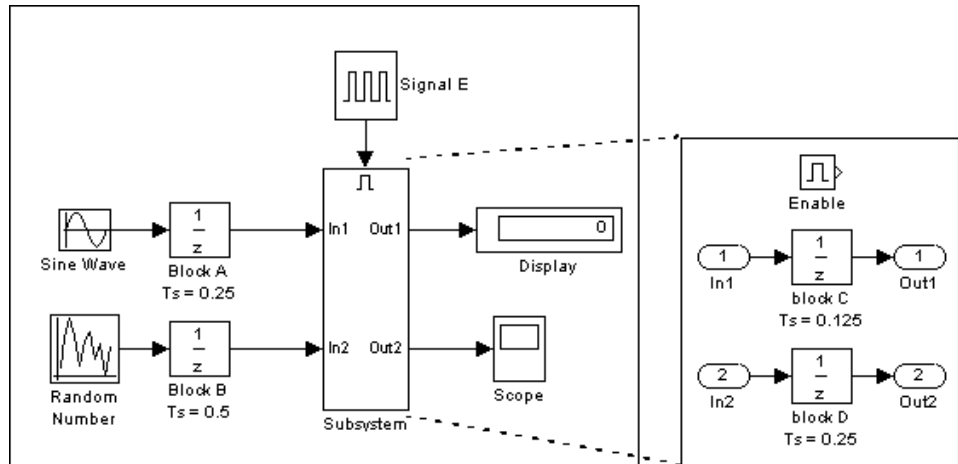 Signal E
In1
Out1
0
Sine Wave
1
z
Block A
Ts = 0.25
Display
In2
Out2
Random
Number
1
z
Block B
Ts = 0.5
Subsystem
Scope
Enable
1
In1
1
z
block C
Ts = 0.125
1
Out1
2
In2
1
z
block D
Ts = 0.25
2
Out2